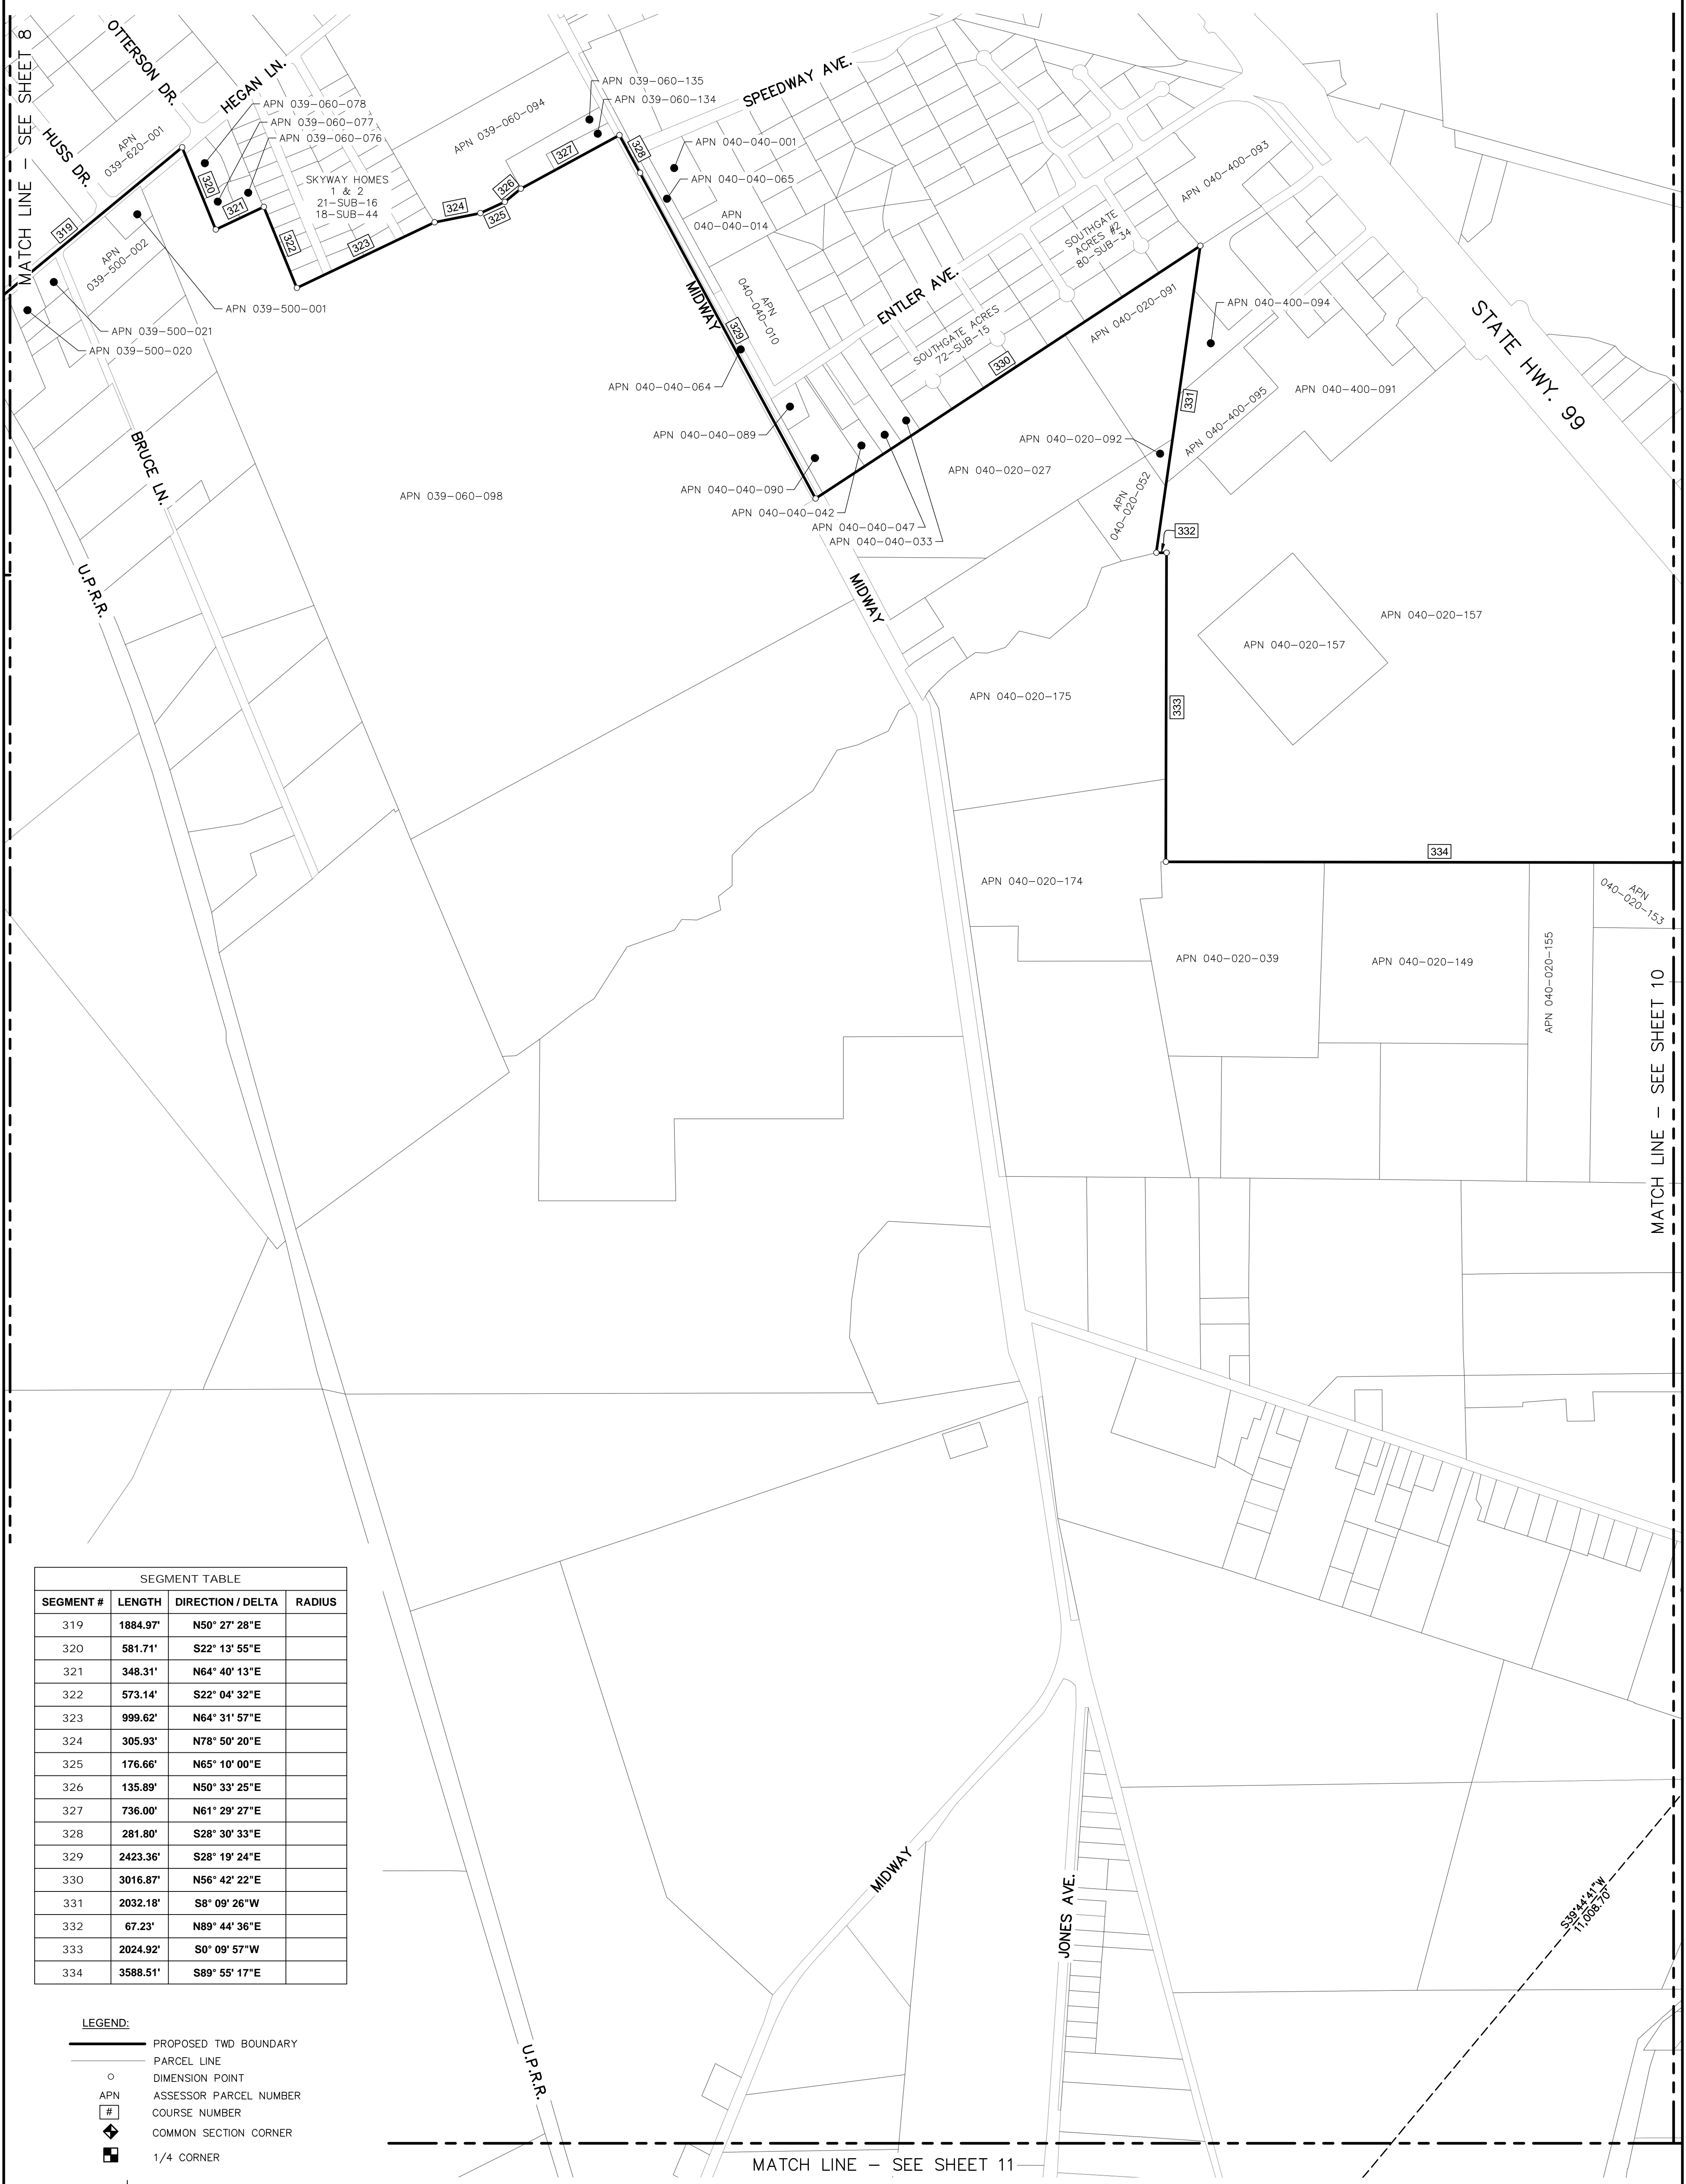 MATCH LINE – SEE SHEET 8
OTTERSON DR.
HEGAN LN.
HUSS DR.
APN
039-620-001
APN 039-060-078
APN 039-060-077
APN 039-060-076
APN 039-060-094
APN 039-060-135
APN 039-060-134
SPEEDWAY AVE.
APN 040-040-001
APN 040-040-065
APN
040-040-014
SKYWAY HOMES
1 & 2
21-SUB-16
18-SUB-44
319
320
321
322
323
324
325
326
327
328
329
330
331
332
333
334
APN
039-500-002
APN 039-500-001
APN 039-500-021
APN 039-500-020
MIDWAY
APN
040-040-010
ENTLER AVE.
SOUTHGATE
ACRES #2
80-SUB-34
SOUTHGATE ACRES
72-SUB-15
APN 040-400-093
APN 040-020-091
APN 040-400-094
STATE HWY. 99
APN 040-400-091
APN 040-400-095
APN 040-040-064
APN 040-040-089
APN 040-040-090
APN 040-040-042
APN 040-040-047
APN 040-040-033
APN 040-020-092
APN 040-020-027
APN
040-020-052
BRUCE LN.
APN 039-060-098
U.P.R.R.
MIDWAY
APN 040-020-157
APN 040-020-157
APN 040-020-175
APN 040-020-174
APN 040-020-039
APN 040-020-149
APN 040-020-155
APN
040-020-153
MATCH LINE – SEE SHEET 10
SEGMENT TABLE
SEGMENT # LENGTH DIRECTION / DELTA RADIUS
319 1884.97' N50° 27' 28"E
320 581.71' S22° 13' 55"E
321 348.31' N64° 40' 13"E
322 573.14' S22° 04' 32"E
323 999.62' N64° 31' 57"E
324 305.93' N78° 50' 20"E
325 176.66' N65° 10' 00"E
326 135.89' N50° 33' 25"E
327 736.00' N61° 29' 27"E
328 281.80' S28° 30' 33"E
329 2423.36' S28° 19' 24"E
330 3016.87' N56° 42' 22"E
331 2032.18' S8° 09' 26"W
332 67.23' N89° 44' 36"E
333 2024.92' S0° 09' 57"W
334 3588.51' S89° 55' 17"E
MIDWAY
JONES AVE.
S39°44'41"W
11,008.70'
U.P.R.R.
LEGEND:
PROPOSED TWD BOUNDARY
PARCEL LINE
DIMENSION POINT
APN ASSESSOR PARCEL NUMBER
# COURSE NUMBER
COMMON SECTION CORNER
1/4 CORNER
MATCH LINE – SEE SHEET 11